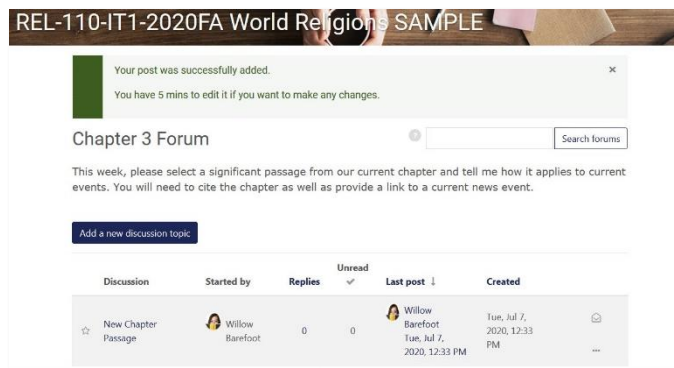 REL-110-IT1-2020FA World Religions SAMPLE
Your post was successfully added.
You have 5 mins to edit it if you want to make any changes.
Chapter 3 Forum
Search forums
This week, please select a significant passage from our current chapter and tell me how it applies to current
events. You will need to cite the chapter as well as provide a link to a current news event.
Add a new discussion topic
Discussion Started by Replies Unread Last post ↓ Created
New Chapter
Passage
Willow
Barefoot
0
0
Willow
Barefoot
Tue, Jul 7,
2020, 12:33 PM
Tue, Jul 7,
2020, 12:33
PM